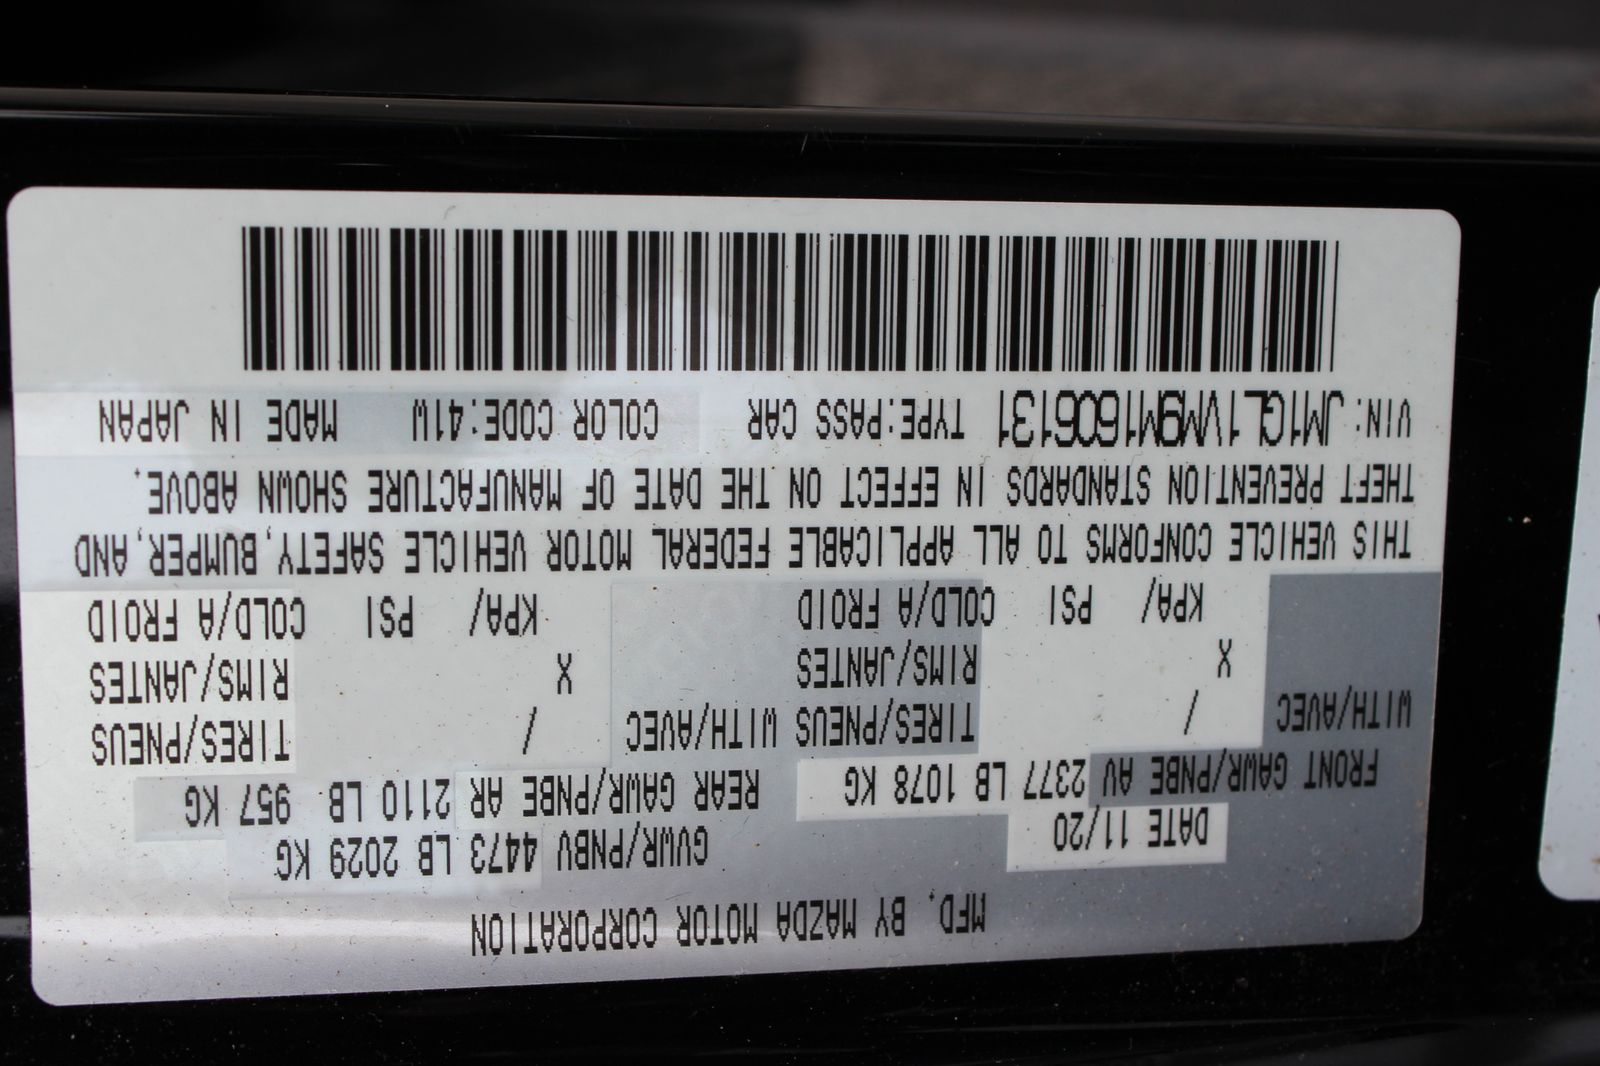 MFD. BY MAZDA MOTOR CORPORATION
DATE 11/20 GVWR/PNBV 4473 LB 2029 KG
FRONT GAWR/PNBE AV 2377 LB 1078 KG REAR GAWR/PNBE AR 2110 LB 957 KG
WITH/AVEC / TIRES/PNEUS WITH/AVEC / TIRES/PNEUS
X RIMS/JANTES X RIMS/JANTES
KPA/ PSI COLD/A FROID KPA/ PSI COLD/A FROID
THIS VEHICLE CONFORMS TO ALL APPLICABLE FEDERAL MOTOR VEHICLE SAFETY, BUMPER, AND
THEFT PREVENTION STANDARDS IN EFFECT ON THE DATE OF MANUFACTURE SHOWN ABOVE.
VIN: JM1GL1VM9M1606131 TYPE:PASS CAR COLOR CODE:41W MADE IN JAPAN